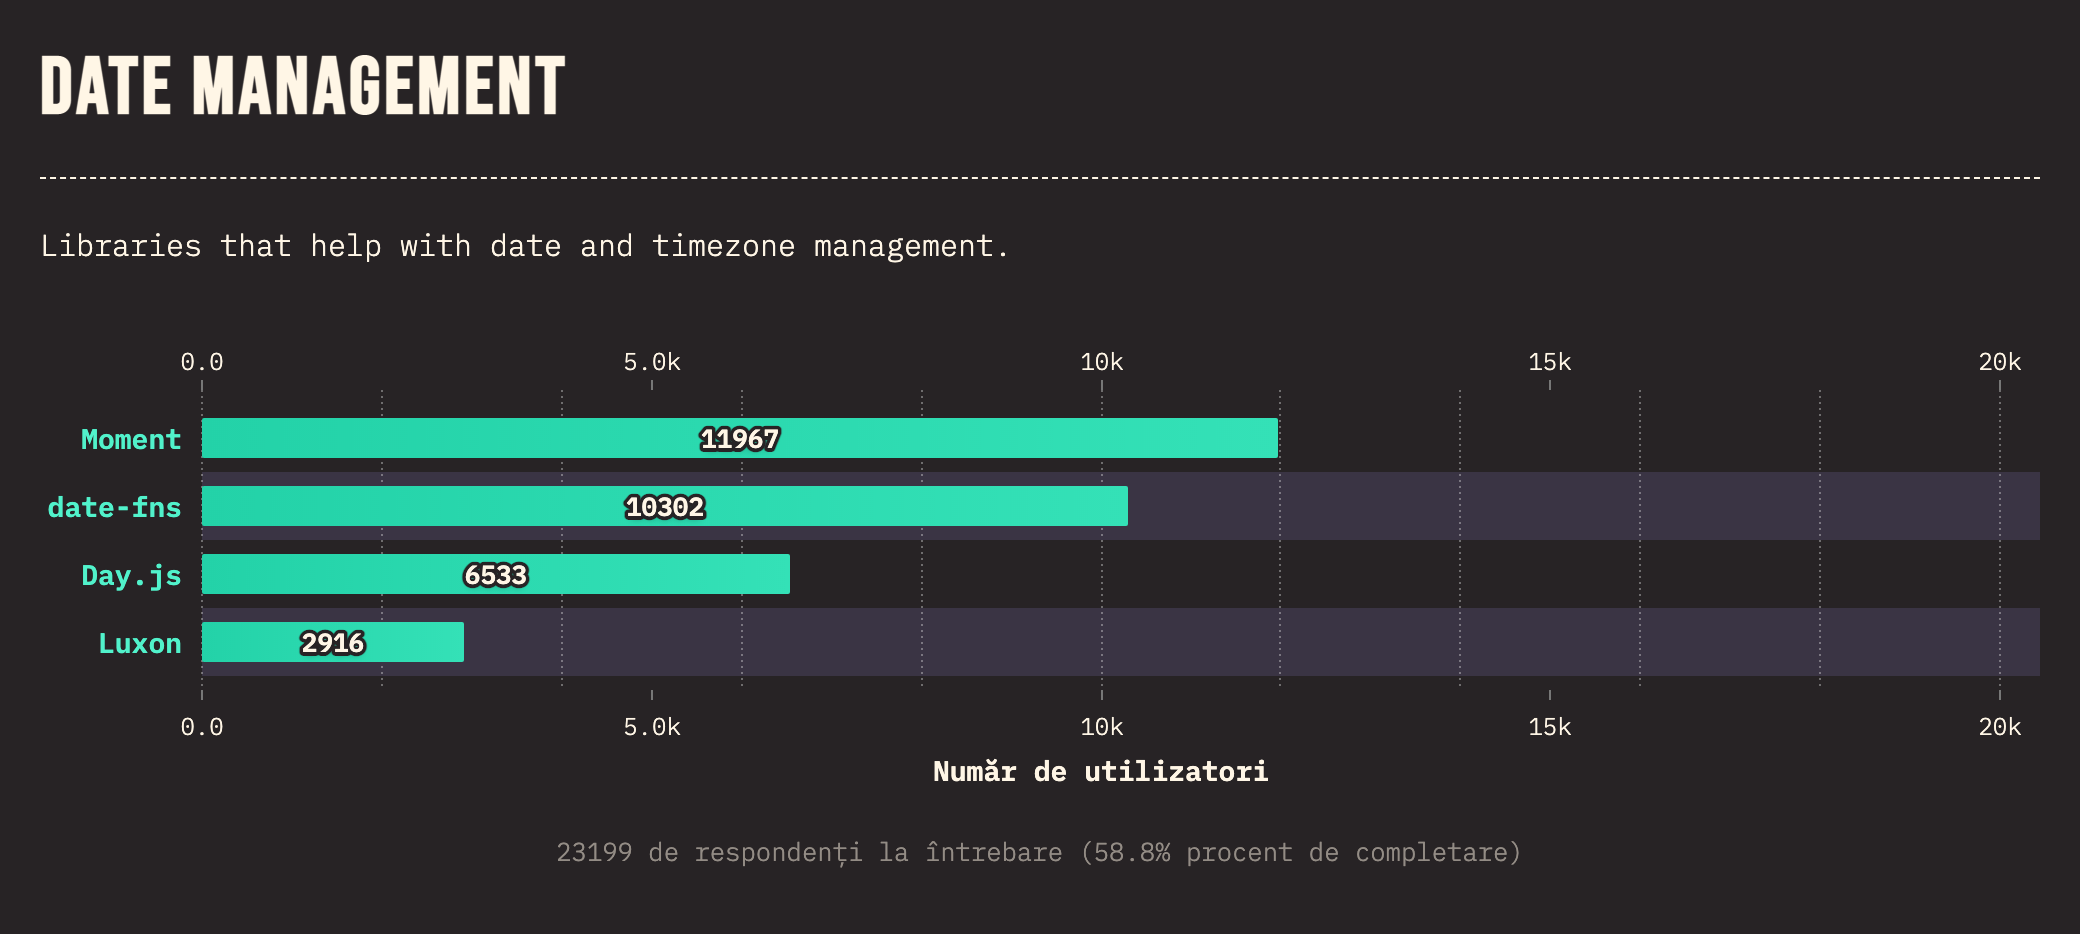 DATE MANAGEMENT
Libraries that help with date and timezone management.
0.0 5.0k 10k 15k 20k
Moment 11967
date-fns 10302
Day.js 6533
Luxon 2916
0.0 5.0k 10k 15k 20k
Număr de utilizatori
23199 de respondenți la întrebare (58.8% procent de completare)